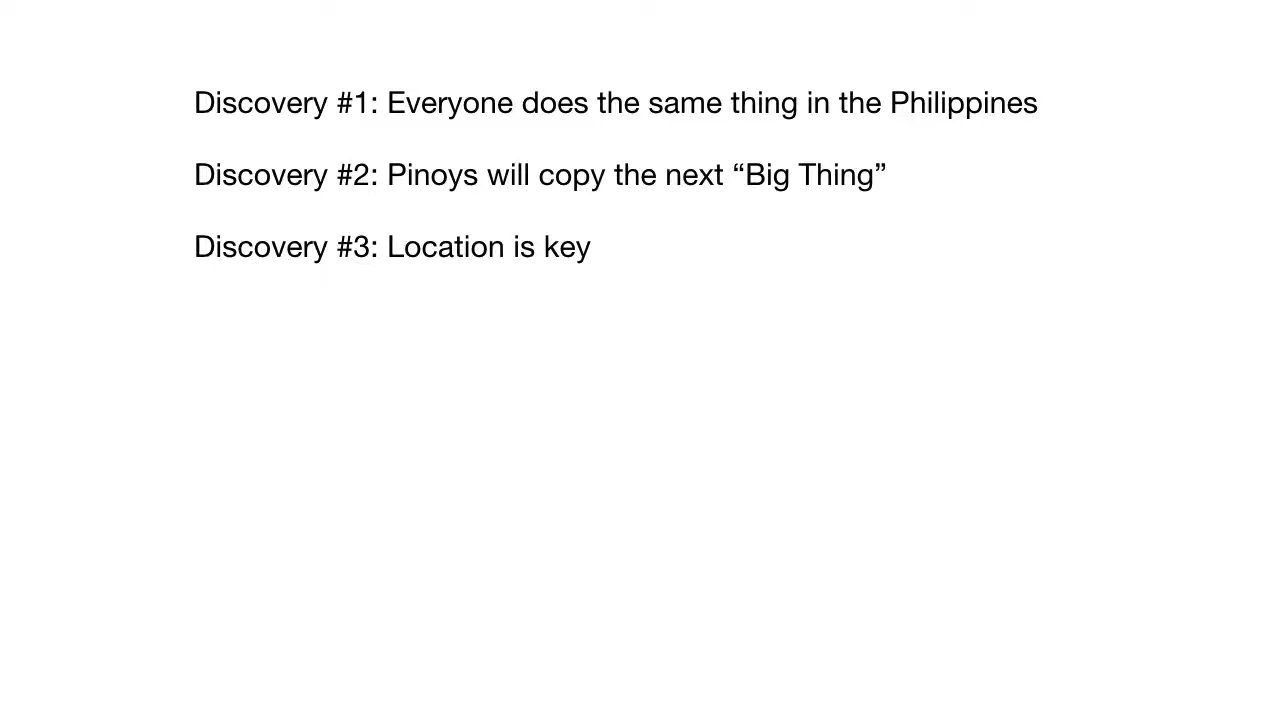 Discovery #1: Everyone does the same thing in the Philippines
Discovery #2: Pinoys will copy the next “Big Thing”
Discovery #3: Location is key